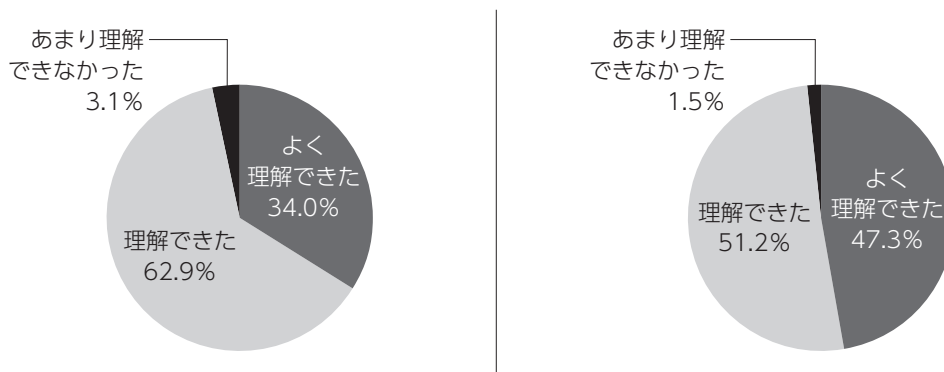 あまり理解
できなかった
3.1%
よく
理解できた
34.0%
理解できた
62.9%
あまり理解
できなかった
1.5%
よく
理解できた
47.3%
理解できた
51.2%